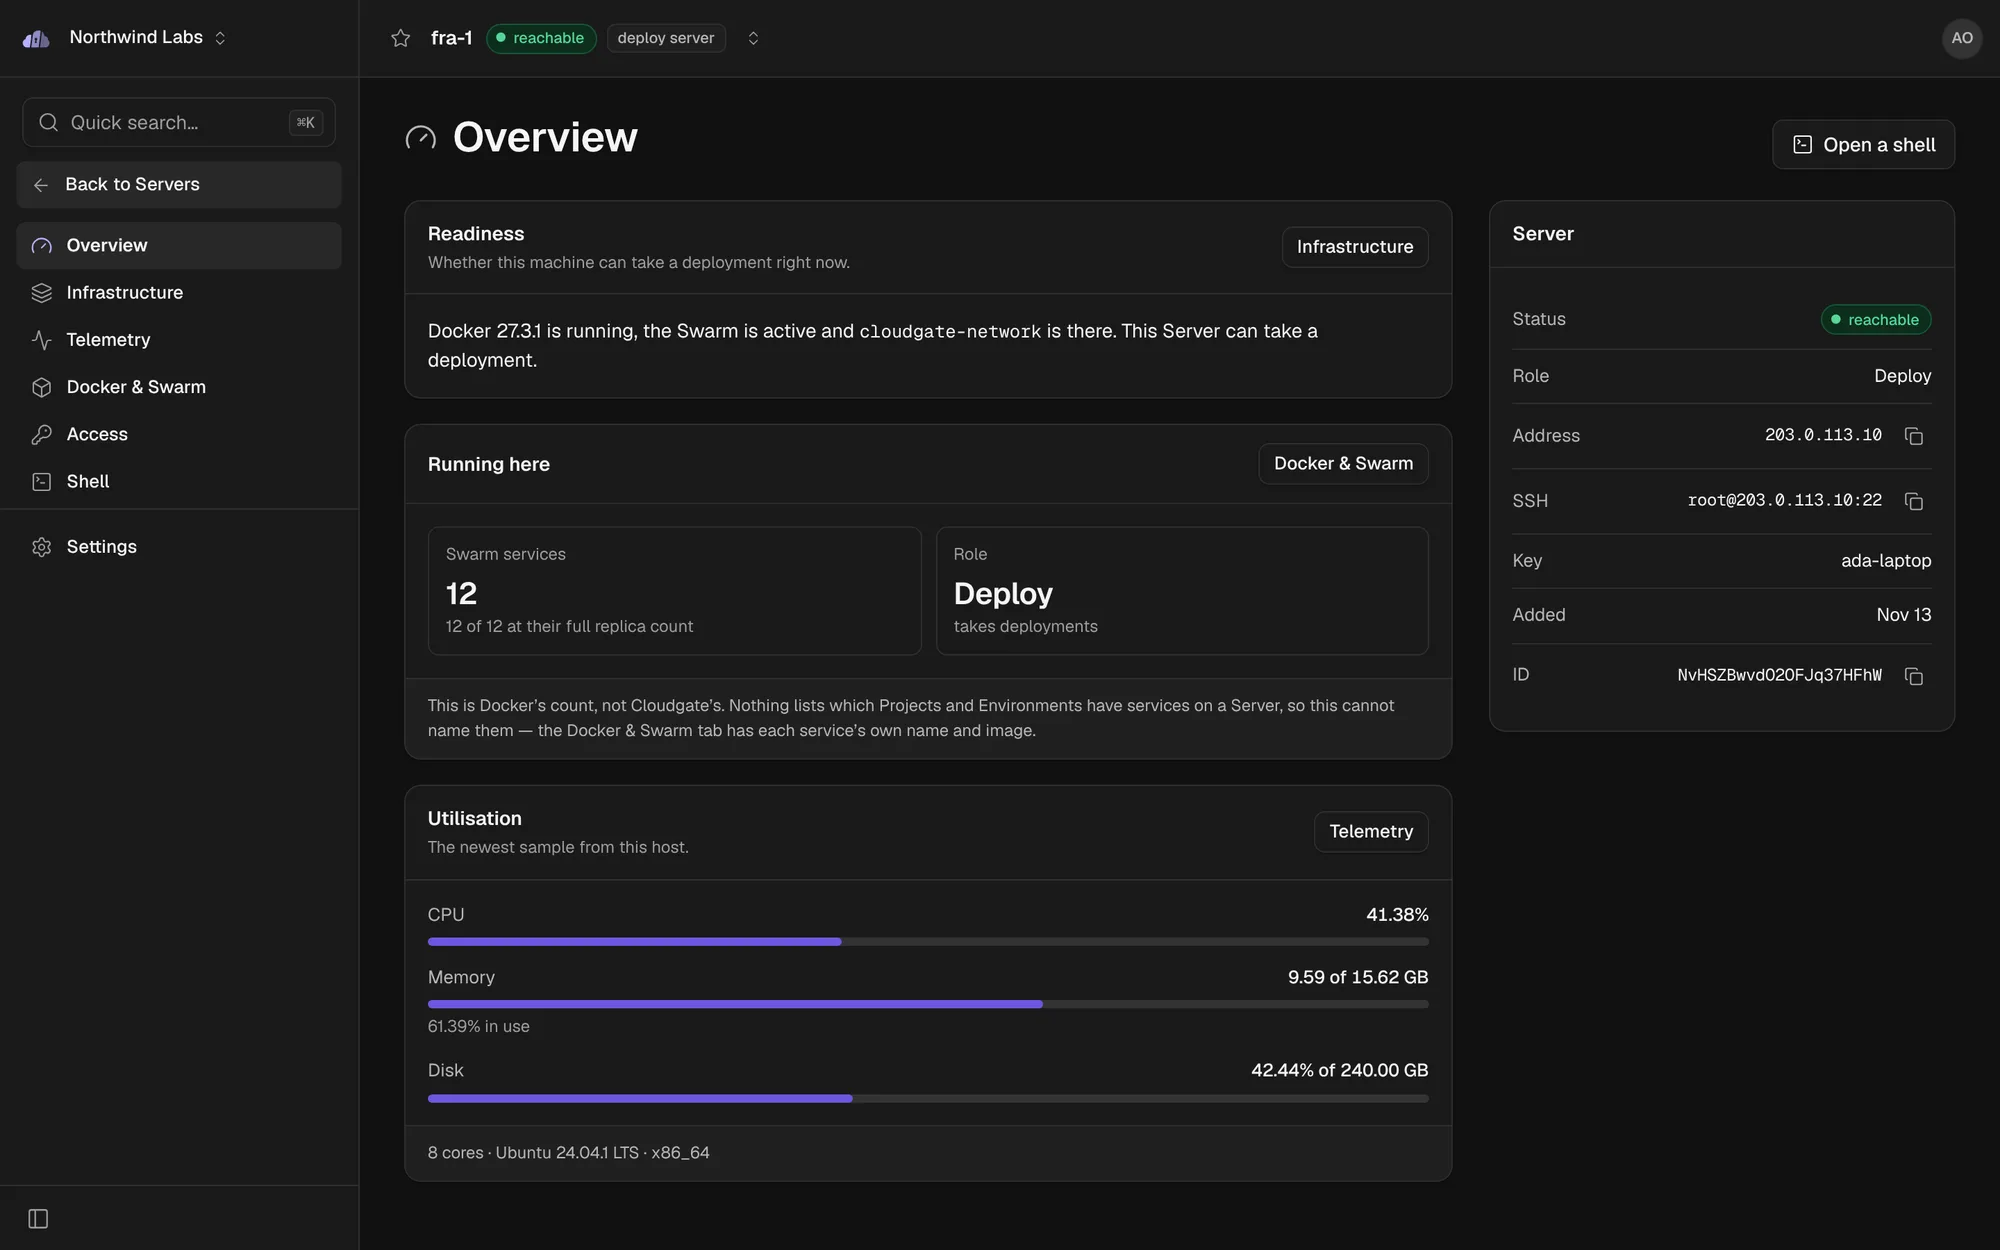 Northwind Labs
fra-1
reachable
deploy server
AO
Quick search...
⌘K
Back to Servers
Overview
Infrastructure
Telemetry
Docker & Swarm
Access
Shell
Settings
Overview
Open a shell
Readiness
Whether this machine can take a deployment right now.
Infrastructure
Docker 27.3.1 is running, the Swarm is active and cloudgate-network is there. This Server can take a
deployment.
Running here
Docker & Swarm
Swarm services
12
12 of 12 at their full replica count
Role
Deploy
takes deployments
This is Docker's count, not Cloudgate's. Nothing lists which Projects and Environments have services on a Server, so this cannot
name them — the Docker & Swarm tab has each service's own name and image.
Utilisation
The newest sample from this host.
Telemetry
CPU 41.38%
Memory 9.59 of 15.62 GB
61.39% in use
Disk 42.44% of 240.00 GB
8 cores · Ubuntu 24.04.1 LTS · x86_64
Server
Status reachable
Role Deploy
Address 203.0.113.10
SSH root@203.0.113.10:22
Key ada-laptop
Added Nov 13
ID NvHSZBwvdO2OFJq37HFhW